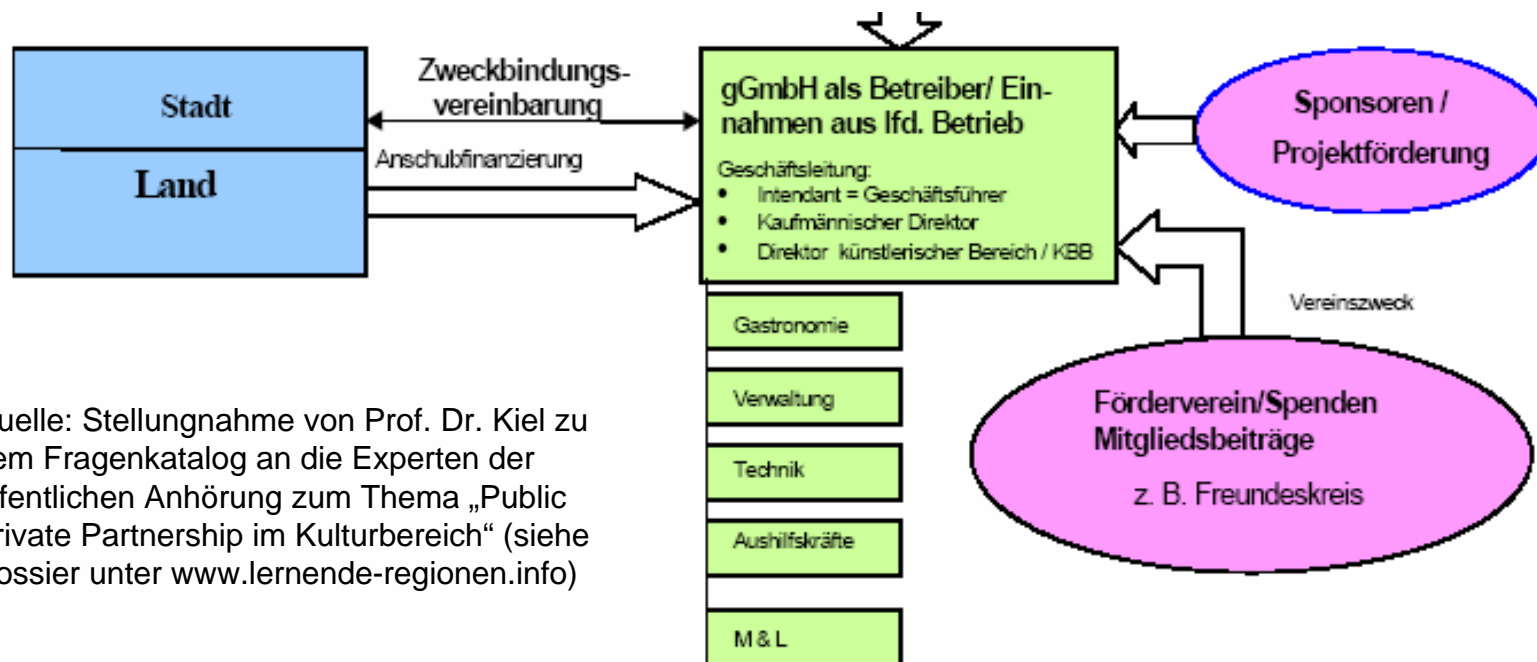 Stadt
Land
Zweckbindungs-
vereinbarung
Anschubfinanzierung
gGmbH als Betreiber/ Ein-
nahmen aus lfd. Betrieb
Geschäftsleitung:
• Intendant = Geschäftsführer
• Kaufmännischer Direktor
• Direktor künstlerischer Bereich / KBB
Sponsoren /
Projektförderung
Vereinszweck
Förderverein/Spenden
Mitgliedsbeiträge
z. B. Freundeskreis
Gastronomie
Verwaltung
Technik
Aushilfskräfte
M & L
uelle: Stellungnahme von Prof. Dr. Kiel zu
em Fragenkatalog an die Experten der
fentlichen Anhörung zum Thema „Public
rivate Partnership im Kulturbereich“ (siehe
ossier unter www.lernende-regionen.info)